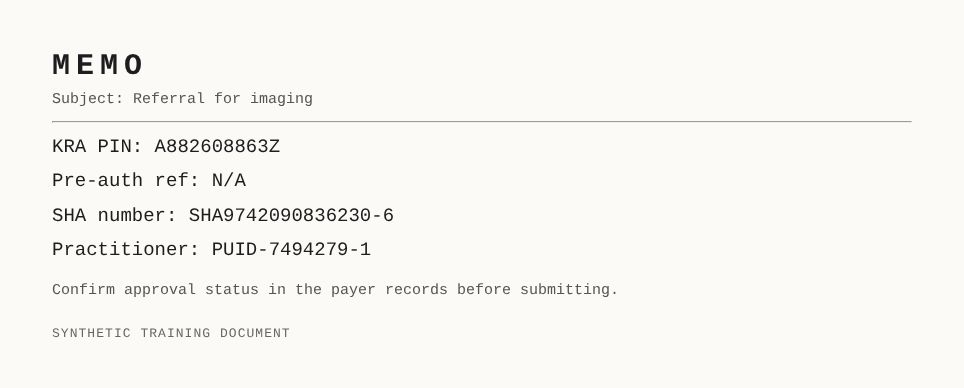 MEMO
Subject: Referral for imaging
KRA PIN: A882608863Z
Pre-auth ref: N/A
SHA number: SHA9742090836230-6
Practitioner: PUID-7494279-1
Confirm approval status in the payer records before submitting.
SYNTHETIC TRAINING DOCUMENT